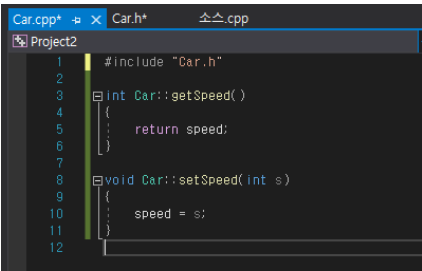 Car.cpp* Car.h* 소스.cpp
Project2
1 #include "Car.h"
2
3 int Car::getSpeed()
4 {
5 return speed;
6 }
7
8 void Car::setSpeed(int s)
9 {
10 speed = s;
11 }
12